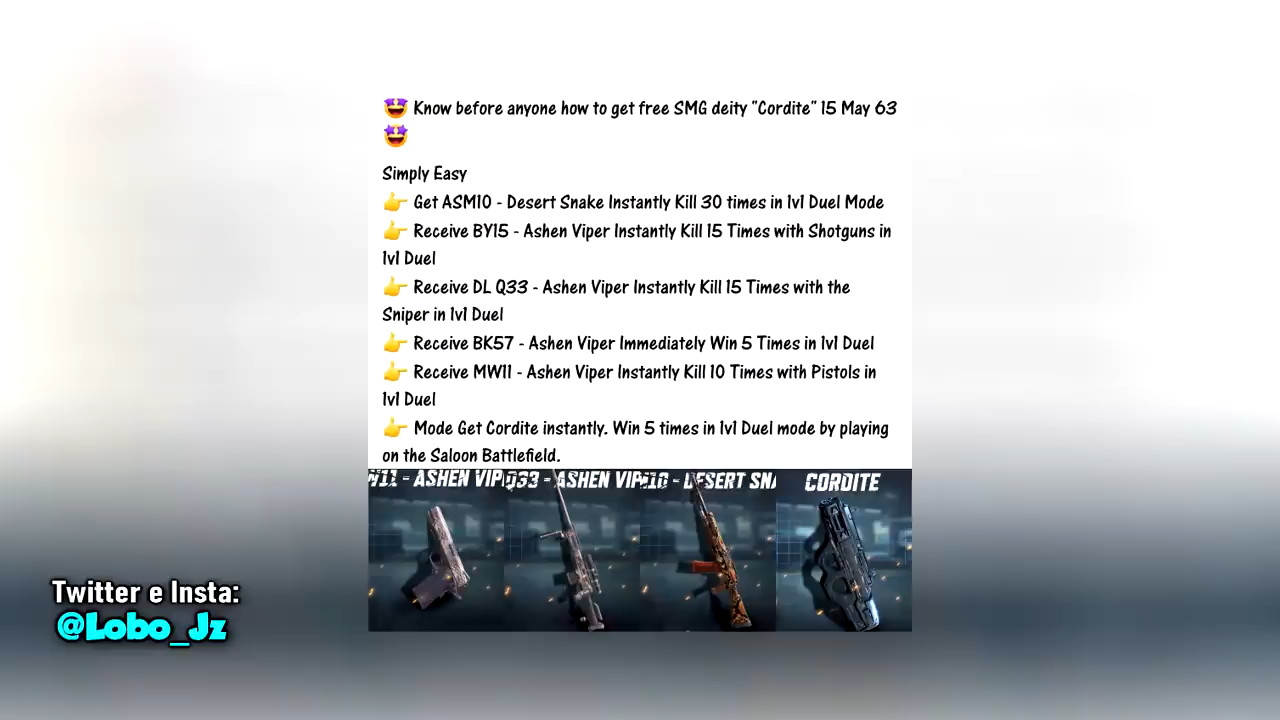 🤩 Know before anyone how to get free SMG deity "Cordite" 15 May 63
🤩
Simply Easy
👉 Get ASM10 - Desert Snake Instantly Kill 30 times in 1v1 Duel Mode
👉 Receive BY15 - Ashen Viper Instantly Kill 15 Times with Shotguns in
1v1 Duel
👉 Receive DL Q33 - Ashen Viper Instantly Kill 15 Times with the
Sniper in 1v1 Duel
👉 Receive BK57 - Ashen Viper Immediately Win 5 Times in 1v1 Duel
👉 Receive MW11 - Ashen Viper Instantly Kill 10 Times with Pistols in
1v1 Duel
👉 Mode Get Cordite instantly. Win 5 times in 1v1 Duel mode by playing
on the Saloon Battlefield.
W11 - ASHEN VIP Q33 - ASHEN VIP 10 - DESERT SNA CORDITE
Twitter e Insta:
@Lobo_Jz